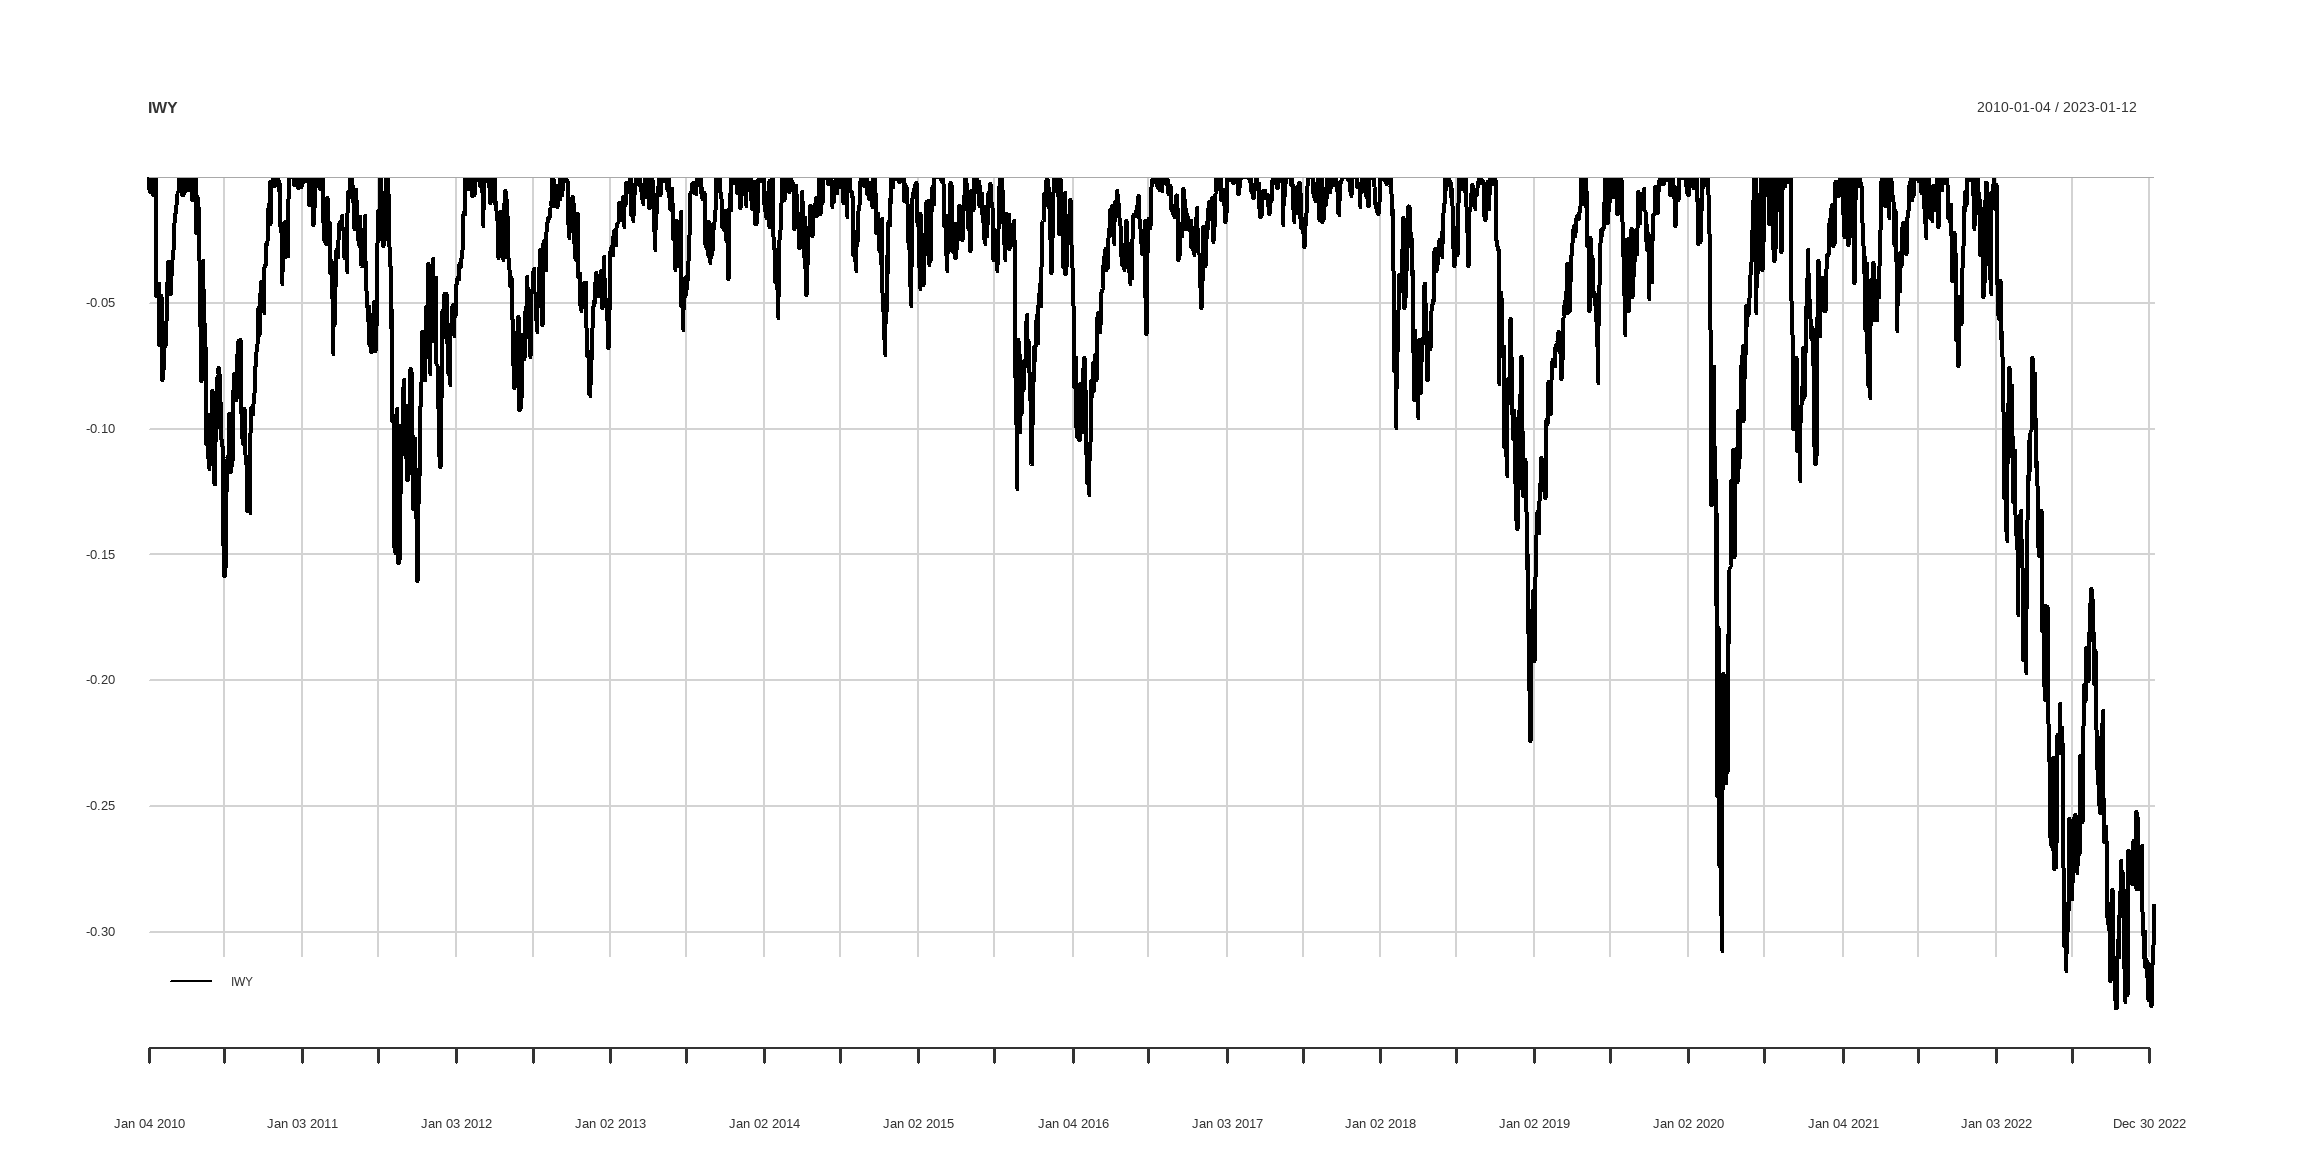 IWY
2010-01-04 / 2023-01-12
-0.05
-0.10
-0.15
-0.20
-0.25
-0.30
IWY
Jan 04 2010
Jan 03 2011
Jan 03 2012
Jan 02 2013
Jan 02 2014
Jan 02 2015
Jan 04 2016
Jan 03 2017
Jan 02 2018
Jan 02 2019
Jan 02 2020
Jan 04 2021
Jan 03 2022
Dec 30 2022